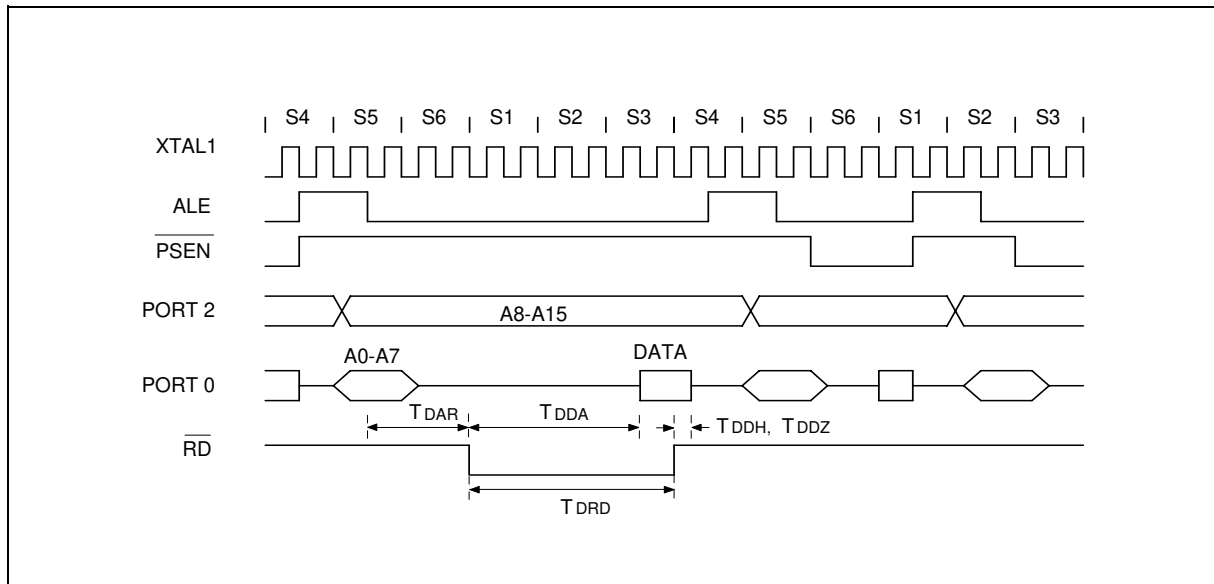 S4 S5 S6 S1 S2 S3 S4 S5 S6 S1 S2 S3
XTAL1
ALE
PSEN
PORT 2
A8-A15
A0-A7 DATA
PORT 0
TDAR TDDA TDDH, TDDZ
RD
TDRD